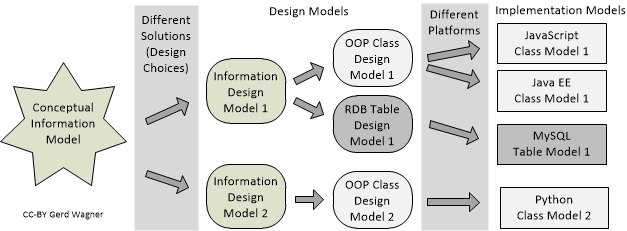 Different
Solutions
(Design
Choices)
Design Models
Different
Platforms
Implementation Models
Conceptual
Information
Model
CC-BY Gerd Wagner
Information
Design
Model 1
OOP Class
Design
Model 1
RDB Table
Design
Model 1
JavaScript
Class Model 1
Java EE
Class Model 1
MySQL
Table Model 1
Information
Design
Model 2
OOP Class
Design
Model 2
Python
Class Model 2